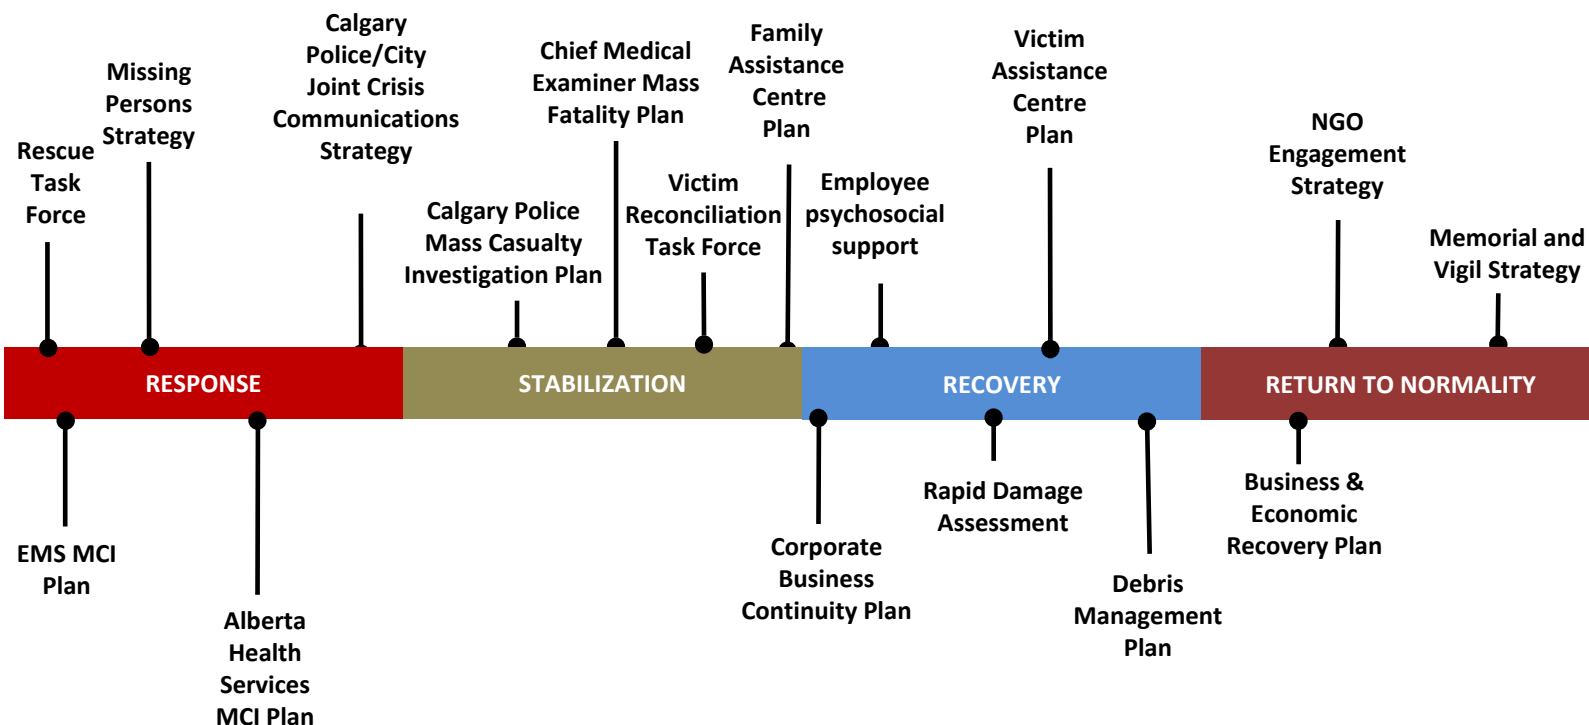 Rescue
Task
Force
Missing
Persons
Strategy
Calgary
Police/City
Joint Crisis
Communications
Strategy
Calgary Police
Mass Casualty
Investigation Plan
Chief Medical
Examiner Mass
Fatality Plan
Victim
Reconciliation
Task Force
Family
Assistance
Centre
Plan
Employee
psychosocial
support
Victim
Assistance
Centre
Plan
NGO
Engagement
Strategy
Memorial and
Vigil Strategy
RESPONSE
STABILIZATION
RECOVERY
RETURN TO NORMALITY
EMS MCI
Plan
Alberta
Health
Services
MCI Plan
Corporate
Business
Continuity Plan
Rapid Damage
Assessment
Debris
Management
Plan
Business &
Economic
Recovery Plan